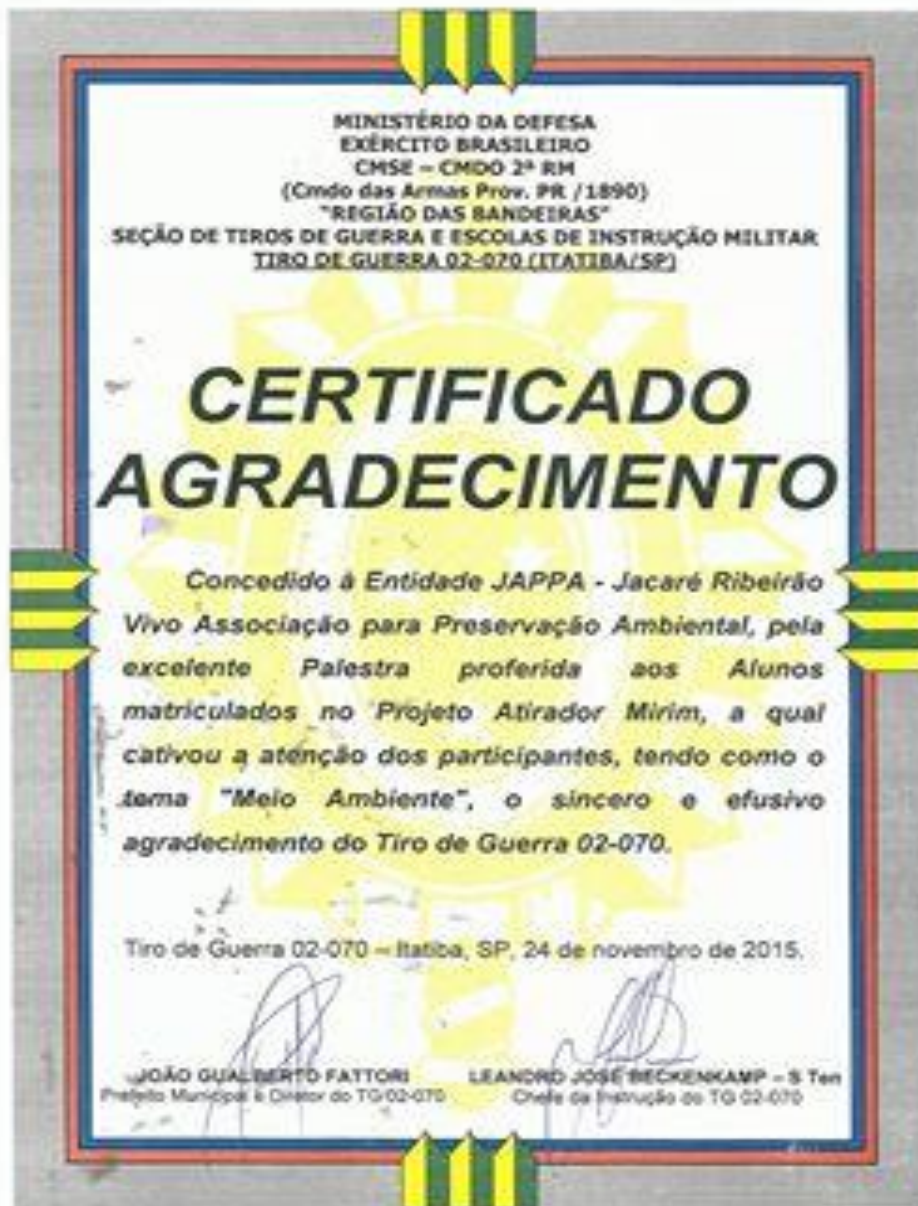 MINISTÉRIO DA DEFESA
EXÉRCITO BRASILEIRO
CMSE – CMDO 2ª RM
(Cmdo das Armas Prov. PR /1890)
"REGIÃO DAS BANDEIRAS"
SEÇÃO DE TIROS DE GUERRA E ESCOLAS DE INSTRUÇÃO MILITAR
TIRO DE GUERRA 02-070 (ITATIBA/SP)
CERTIFICADO
AGRADECIMENTO
Concedido à Entidade JAPPA - Jacaré Ribeirão
Vivo Associação para Preservação Ambiental, pela
excelente Palestra proferida aos Alunos
matriculados no Projeto Atirador Mirim, a qual
cativou a atenção dos participantes, tendo como o
tema "Meio Ambiente", o sincero e efusivo
agradecimento do Tiro de Guerra 02-070.
Tiro de Guerra 02-070 – Itatiba, SP, 24 de novembro de 2015.
JOÃO GUALBERTO FATTORI
Prefeito Municipal e Diretor do TG 02-070
LEANDRO JOSÉ BECKENKAMP – S Ten
Chefe da Instrução do TG 02-070